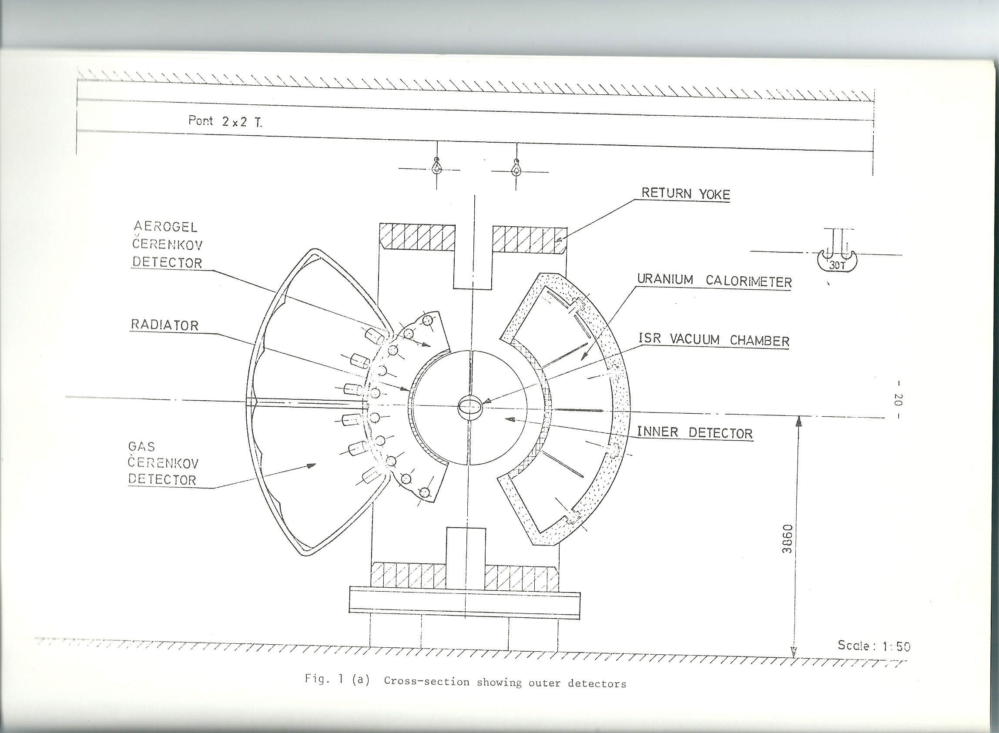 Pont 2x2 T.
RETURN YOKE
AEROGEL
ČERENKOV
DETECTOR
30T
URANIUM CALORIMETER
RADIATOR
ISR VACUUM CHAMBER
- 20 -
INNER DETECTOR
GAS
ČERENKOV
DETECTOR
3860
Scale: 1:50
Fig. 1 (a) Cross-section showing outer detectors